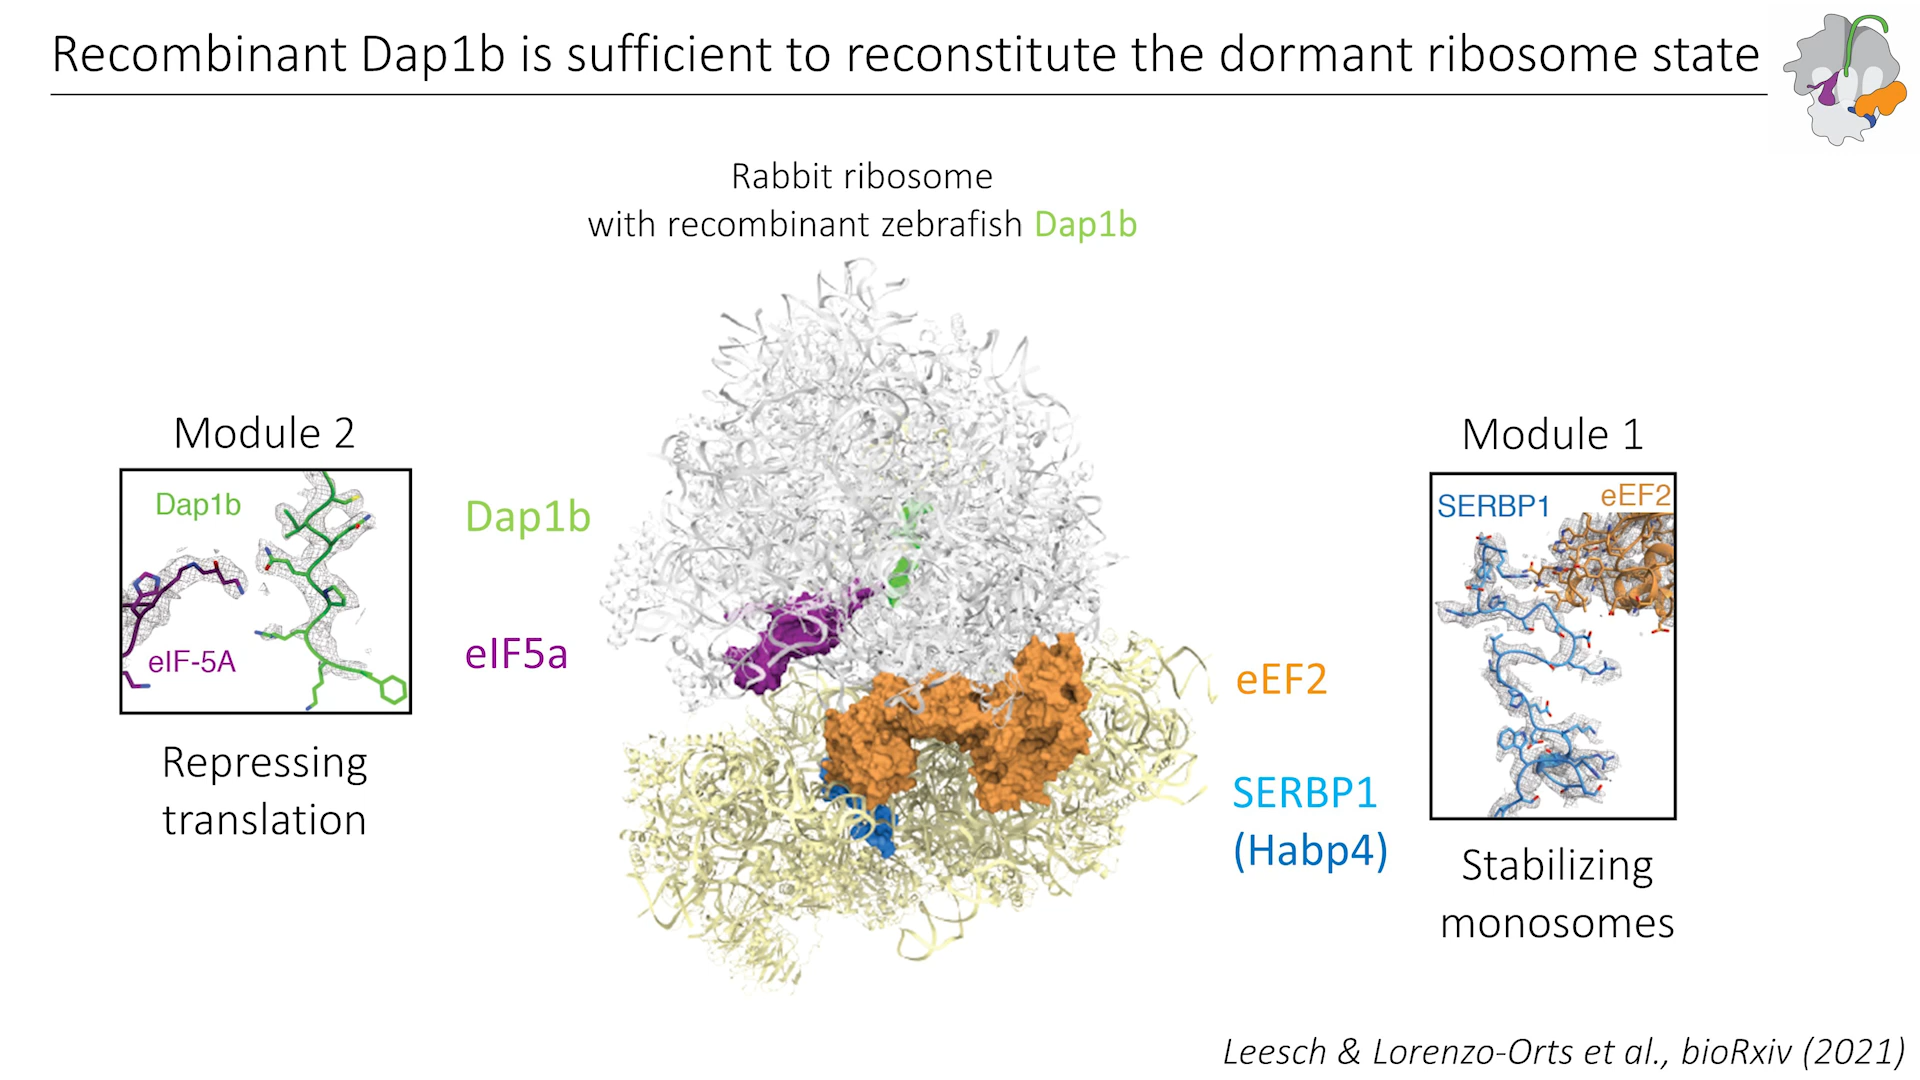 Recombinant Dap1b is sufficient to reconstitute the dormant ribosome state
Rabbit ribosome
with recombinant zebrafish Dap1b
Module 2
Dap1b
eIF-5A
Repressing
translation
Dap1b
eIF5a
eEF2
SERBP1
(Habp4)
Module 1
SERBP1
eEF2
Stabilizing
monosomes
Leesch & Lorenzo-Orts et al., bioRxiv (2021)